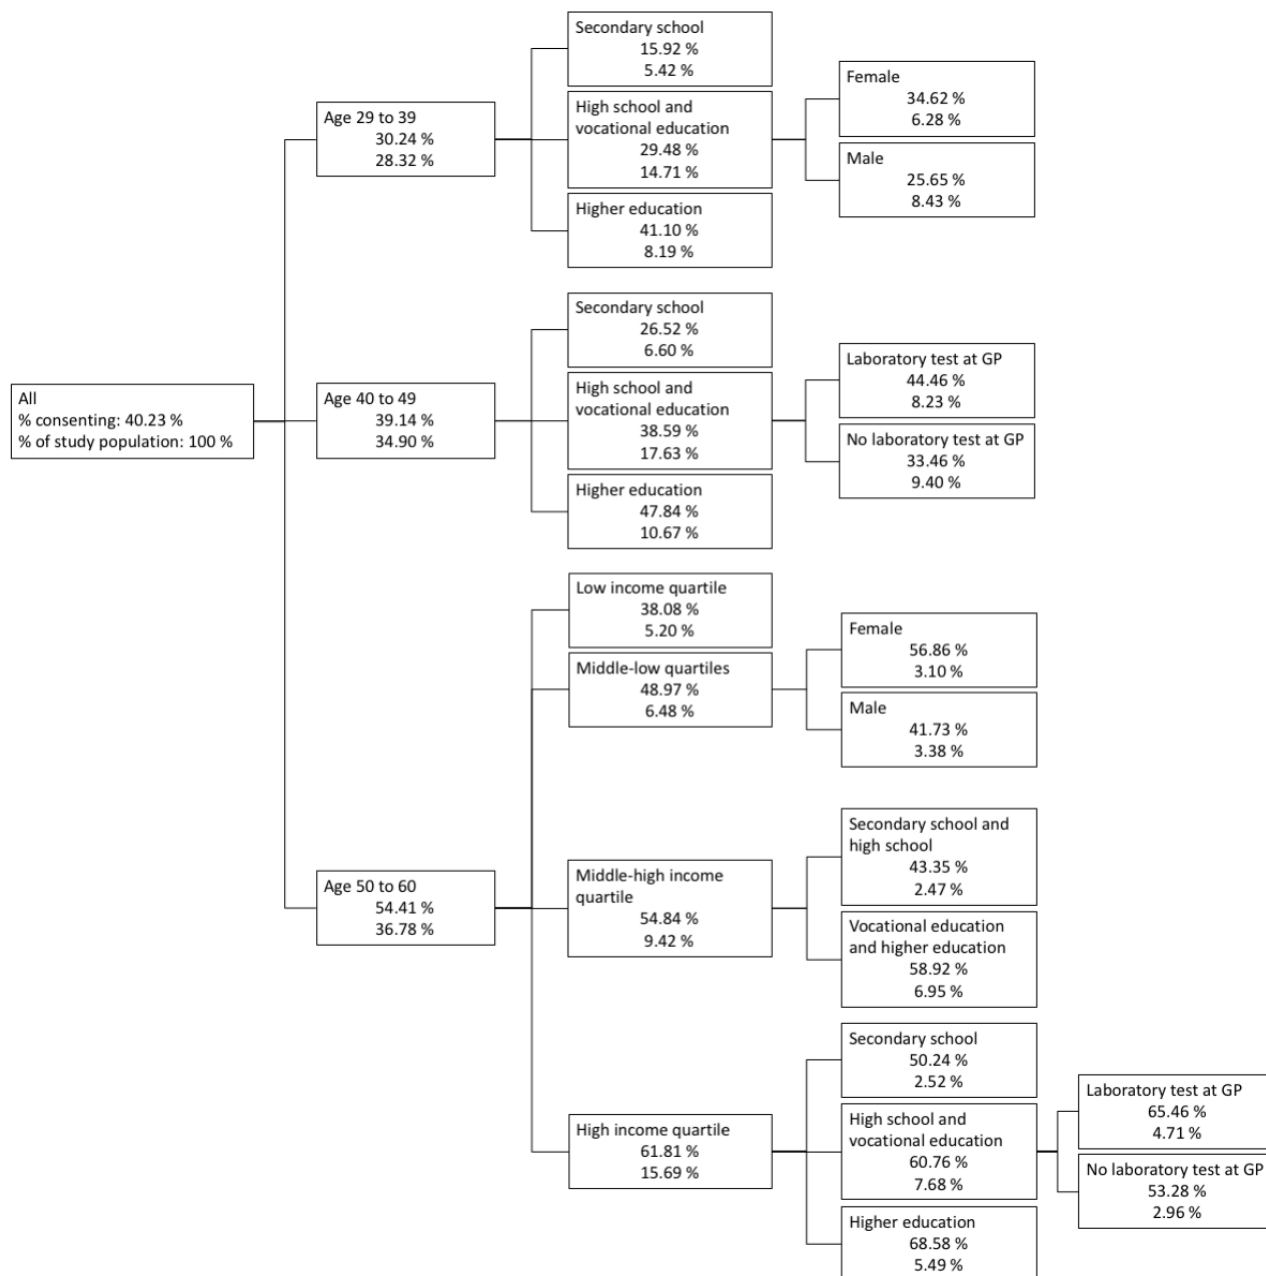 All
% consenting: 40.23 %
% of study population: 100 %
Age 29 to 39
30.24 %
28.32 %
Secondary school
15.92 %
5.42 %
High school and
vocational education
29.48 %
14.71 %
Female
34.62 %
6.28 %
Male
25.65 %
8.43 %
Higher education
41.10 %
8.19 %
Age 40 to 49
39.14 %
34.90 %
Secondary school
26.52 %
6.60 %
High school and
vocational education
38.59 %
17.63 %
Laboratory test at GP
44.46 %
8.23 %
No laboratory test at GP
33.46 %
9.40 %
Higher education
47.84 %
10.67 %
Age 50 to 60
54.41 %
36.78 %
Low income quartile
38.08 %
5.20 %
Middle-low quartiles
48.97 %
6.48 %
Female
56.86 %
3.10 %
Male
41.73 %
3.38 %
Middle-high income
quartile
54.84 %
9.42 %
Secondary school and
high school
43.35 %
2.47 %
Vocational education
and higher education
58.92 %
6.95 %
High income quartile
61.81 %
15.69 %
Secondary school
50.24 %
2.52 %
High school and
vocational education
60.76 %
7.68 %
Laboratory test at GP
65.46 %
4.71 %
No laboratory test at GP
53.28 %
2.96 %
Higher education
68.58 %
5.49 %